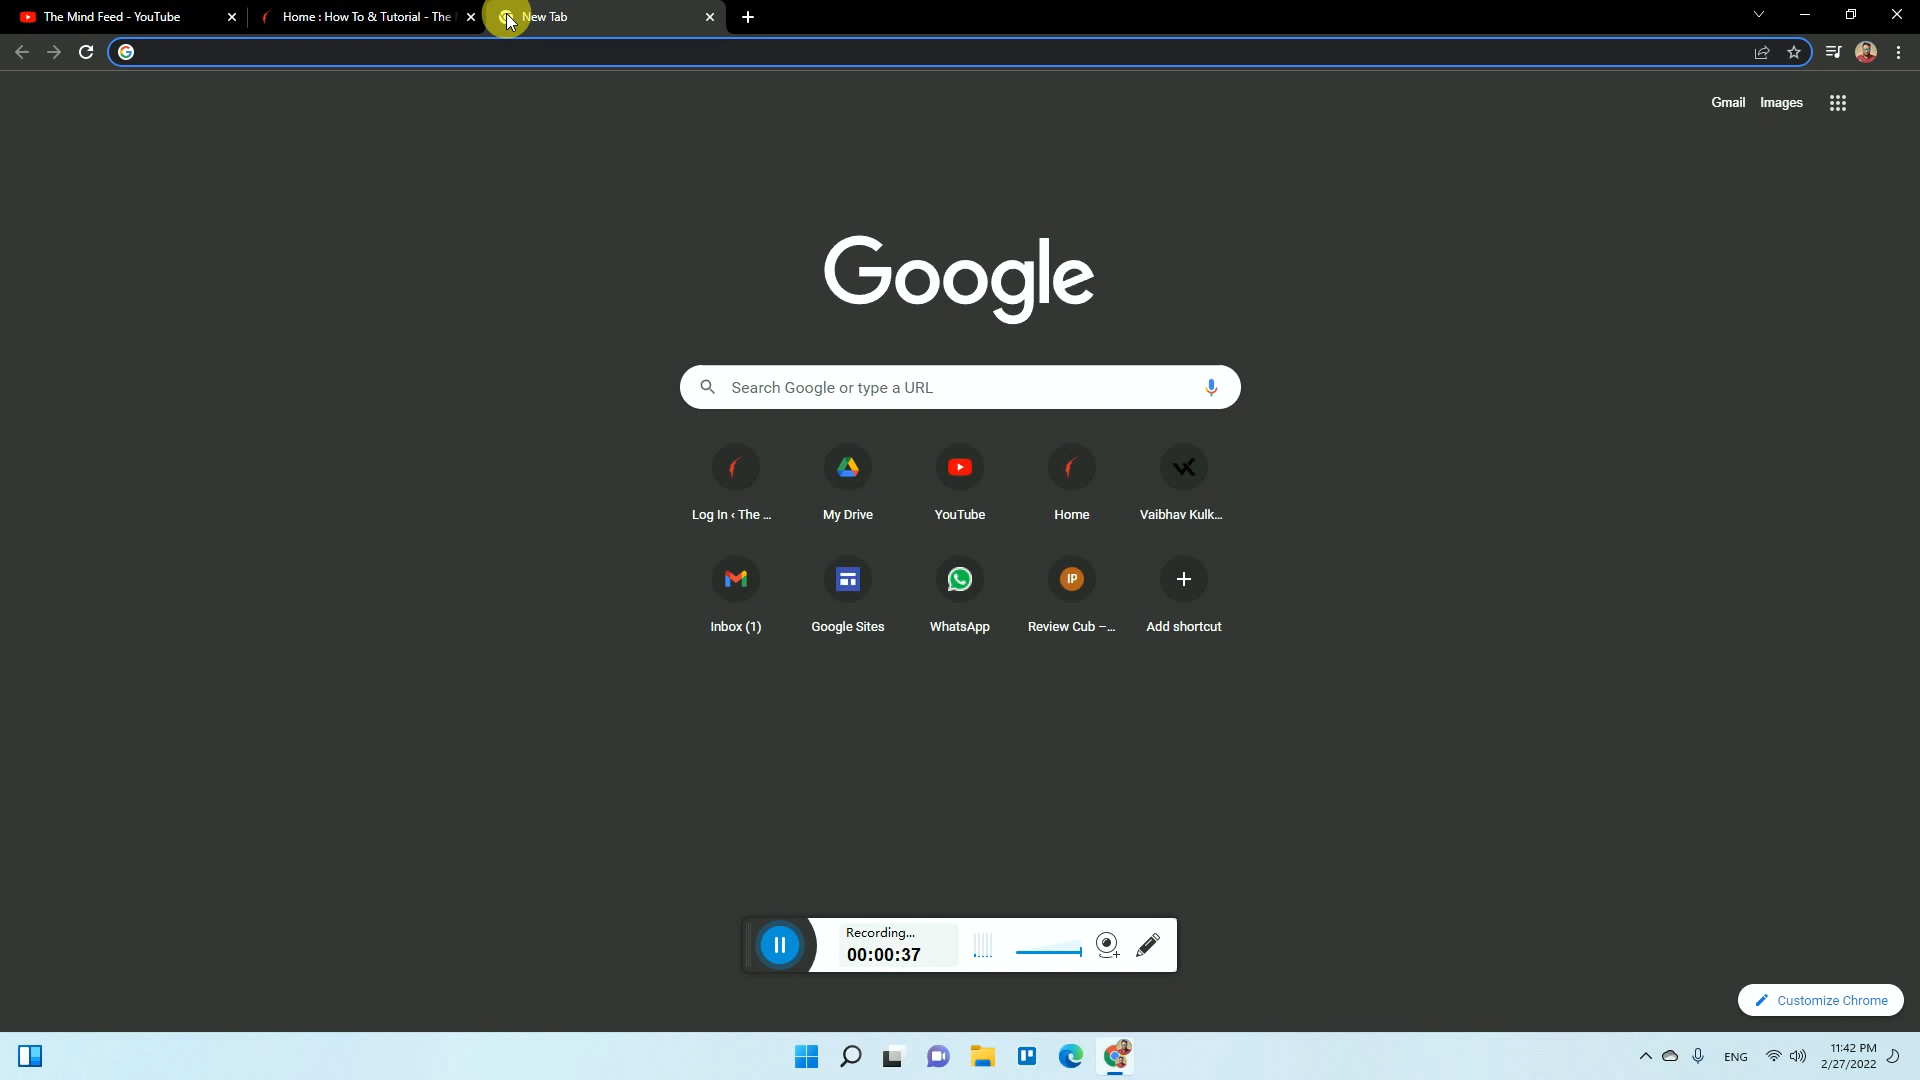 The Mind Feed - YouTube
Home : How To & Tutorial - The
New Tab
Gmail Images
Google
Search Google or type a URL
Log In ‹ The ...
My Drive
YouTube
Home
Vaibhav Kulk...
IP
Inbox (1)
Google Sites
WhatsApp
Review Cub –...
Add shortcut
Recording...
00:00:37
Customize Chrome
ENG
11:42 PM
2/27/2022